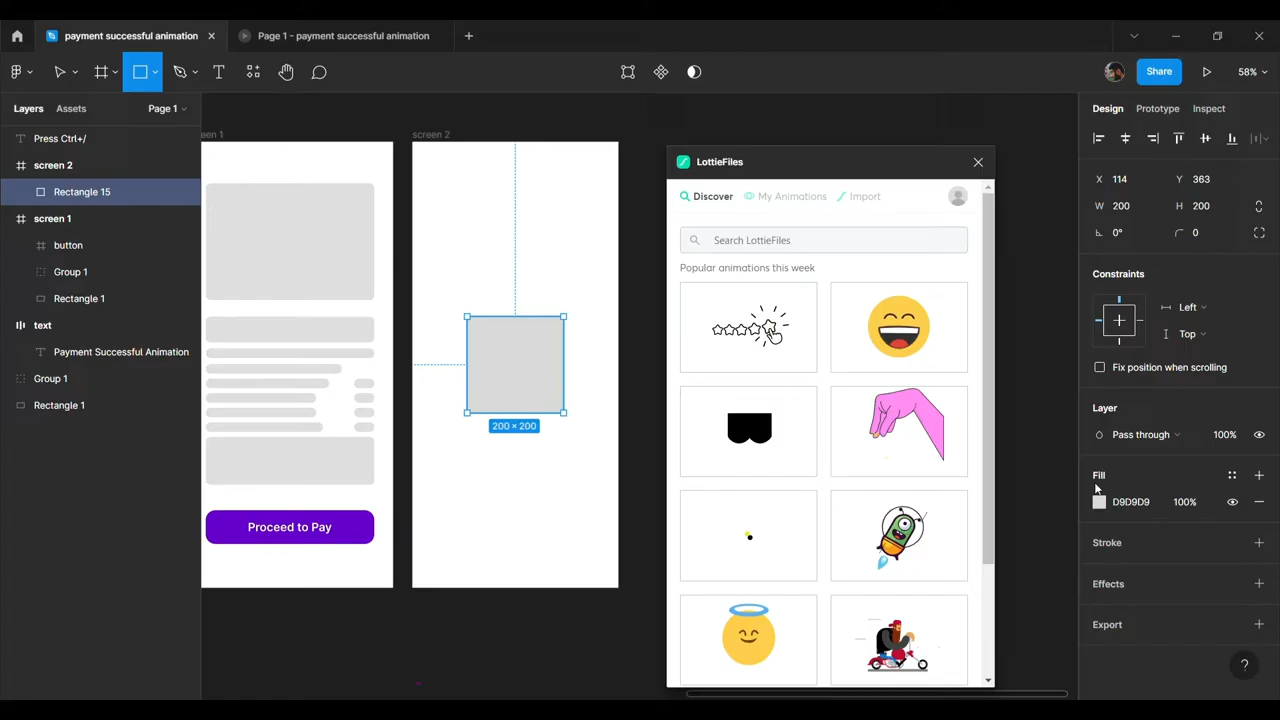 payment successful animation
Page 1 - payment successful animation
Share
58%
Layers
Assets
Page 1
Press Ctrl+/
screen 2
Rectangle 15
screen 1
button
Group 1
Rectangle 1
text
Payment Successful Animation
Group 1
Rectangle 1
een 1
Proceed to Pay
screen 2
200 × 200
LottieFiles
Discover
My Animations
Import
Search LottieFiles
Popular animations this week
Design
Prototype
Inspect
X 114
Y 363
W 200
H 200
0°
0
Constraints
Left
Top
Fix position when scrolling
Layer
Pass through
100%
Fill
D9D9D9
100%
Stroke
Effects
Export
?